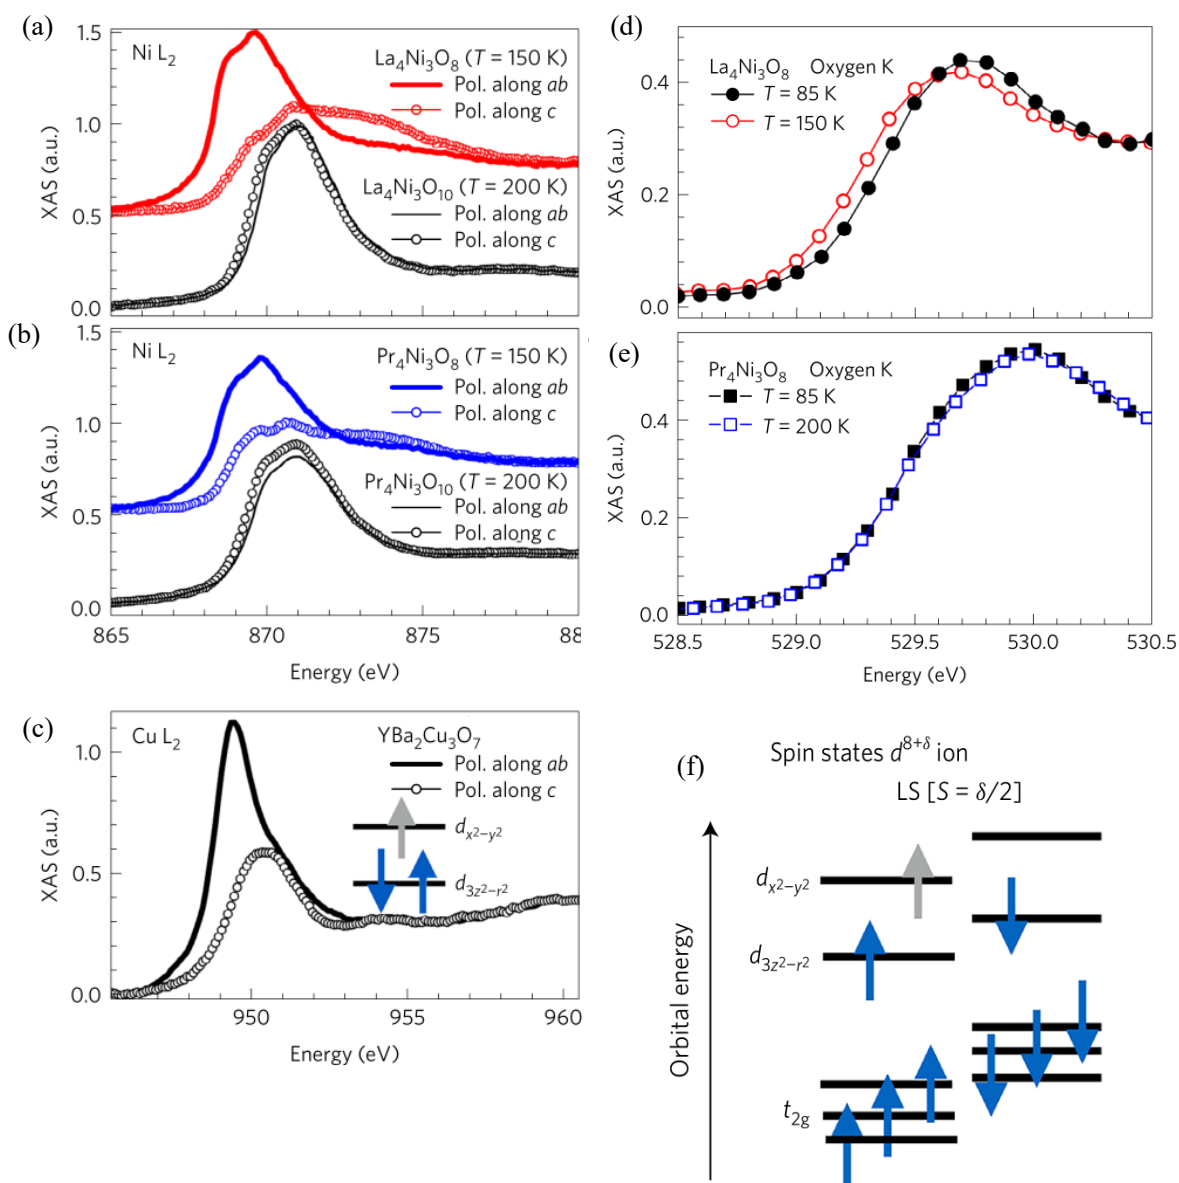 (a)
1.5
Ni L₂
La₄Ni₃O₈ (T = 150 K)
Pol. along ab
Pol. along c
1.0
La₄Ni₃O₁₀ (T = 200 K)
Pol. along ab
Pol. along c
0.5
0.0
XAS (a.u.)
(b)
1.5
Ni L₂
Pr₄Ni₃O₈ (T = 150 K)
Pol. along ab
Pol. along c
1.0
Pr₄Ni₃O₁₀ (T = 200 K)
Pol. along ab
Pol. along c
0.5
0.0
XAS (a.u.)
865 870 875 88
Energy (eV)
(c)
Cu L₂
YBa₂Cu₃O₇
Pol. along ab
Pol. along c
1.0
dx²−y²
0.5
d3z²−r²
0.0
XAS (a.u.)
950 955 960
Energy (eV)
(d)
La₄Ni₃O₈ Oxygen K
T = 85 K
T = 150 K
0.4
0.2
0.0
XAS (a.u.)
(e)
Pr₄Ni₃O₈ Oxygen K
T = 85 K
T = 200 K
0.4
0.2
0.0
XAS (a.u.)
528.5 529.0 529.5 530.0 530.5
Energy (eV)
(f)
Spin states d⁸⁺ᵟ ion
LS [S = δ/2]
dx²−y²
d3z²−r²
t₂g
Orbital energy